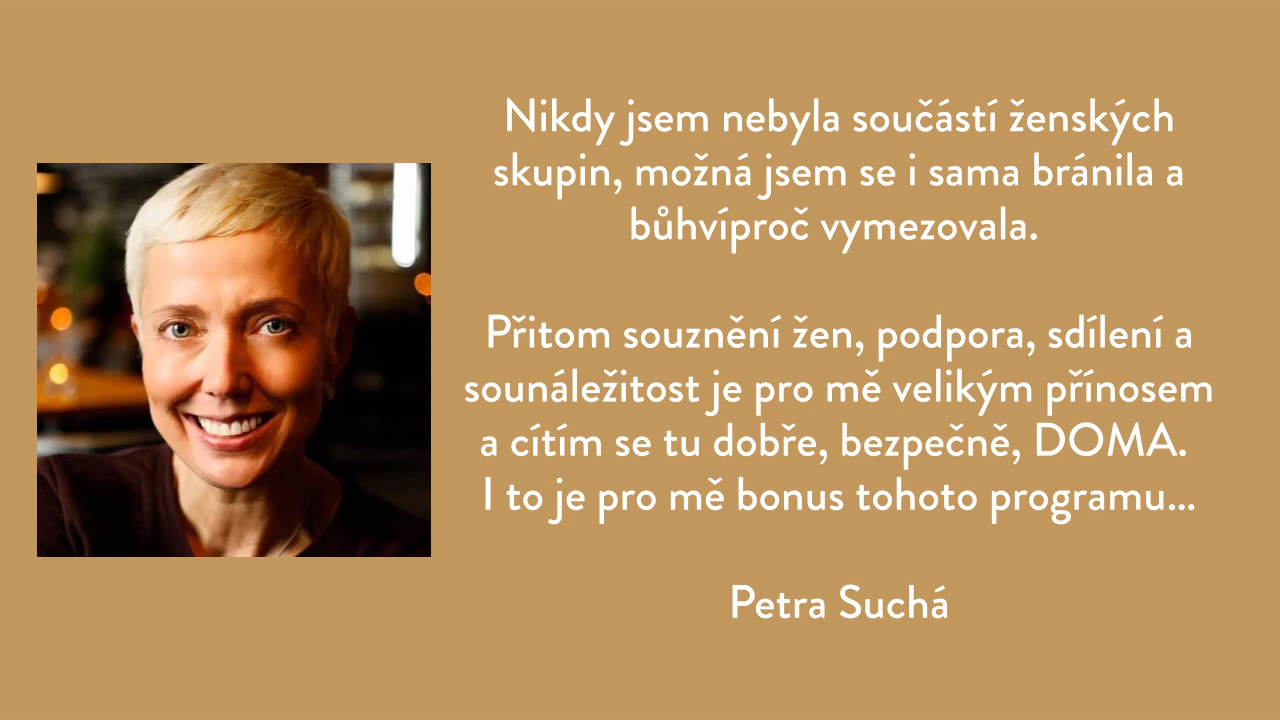 Nikdy jsem nebyla součástí ženských
skupin, možná jsem se i sama bránila a
bůhvíproč vymezovala.
Přitom souznění žen, podpora, sdílení a
sounáležitost je pro mě velikým přínosem
a cítím se tu dobře, bezpečně, DOMA.
I to je pro mě bonus tohoto programu...
Petra Suchá